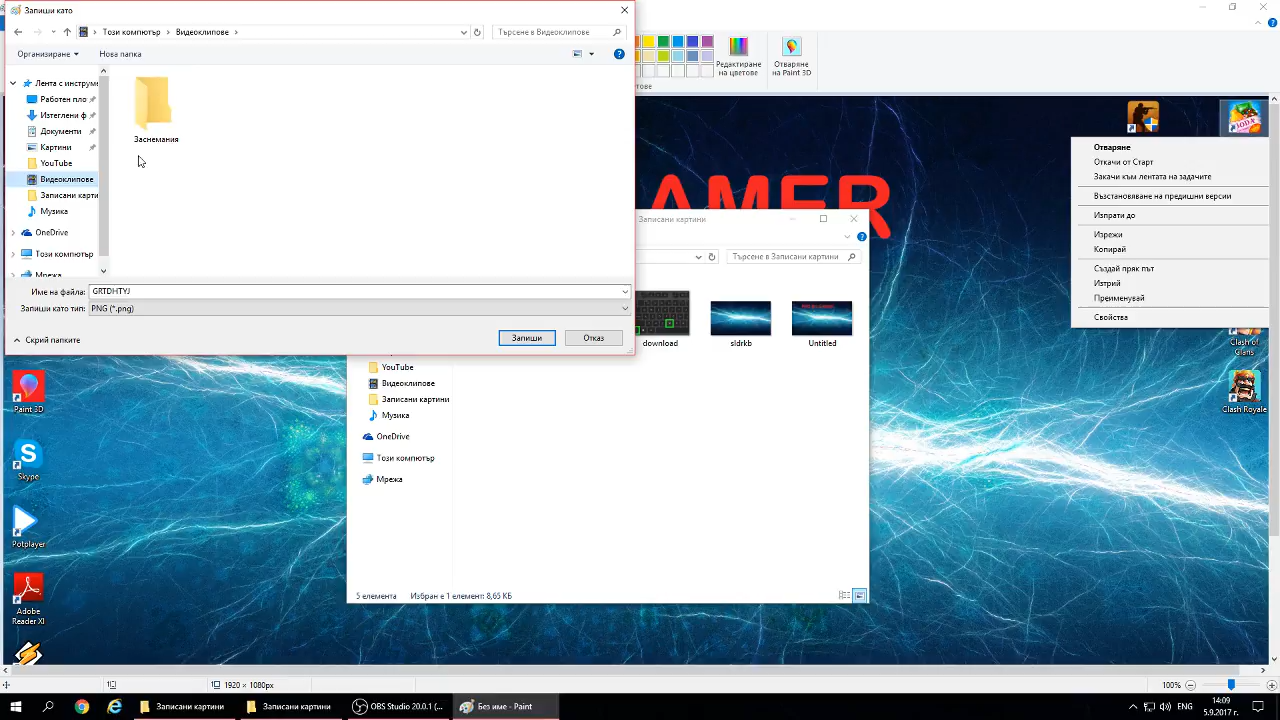 Запиши като
Този компютър
Видеоклипове
Търсене в Видеоклипове
Организиране
Нова папка
Лента с инструм
Работен пло
Изтеглени ф
Документи
Картини
YouTube
Видеоклипове
Записани карти
Музика
OneDrive
Този компютър
Мрежа
Заснемания
Име на файла: GRTDHTYJ
Запиши като тип: PNG (*.png)
Скрий папките
Запиши
Отказ
Редактиране
на цветове
Отваряне
на Paint 3D
тове
GAMER
Записани картини
Търсене в Записани картини
download
sldrkb
Untitled
YouTube
Видеоклипове
Записани картини
Музика
OneDrive
Този компютър
Мрежа
5 елемента
Избран е 1 елемент 8,65 КБ
Отваряне
Откачи от Старт
Закачи към лентата на задачите
Възстановяване на предишни версии
Изпрати до
Изрежи
Копирай
Създай пряк път
Изтрий
Преименувай
Свойства
Clash of
Clans
Clash Royale
Paint 3D
Skype
Potplayer
Adobe
Reader XI
1920 × 1080px
100%
Записани картини
Записани картини
OBS Studio 20.0.1 (...
Без име - Paint
14:09
5.9.2017 г.